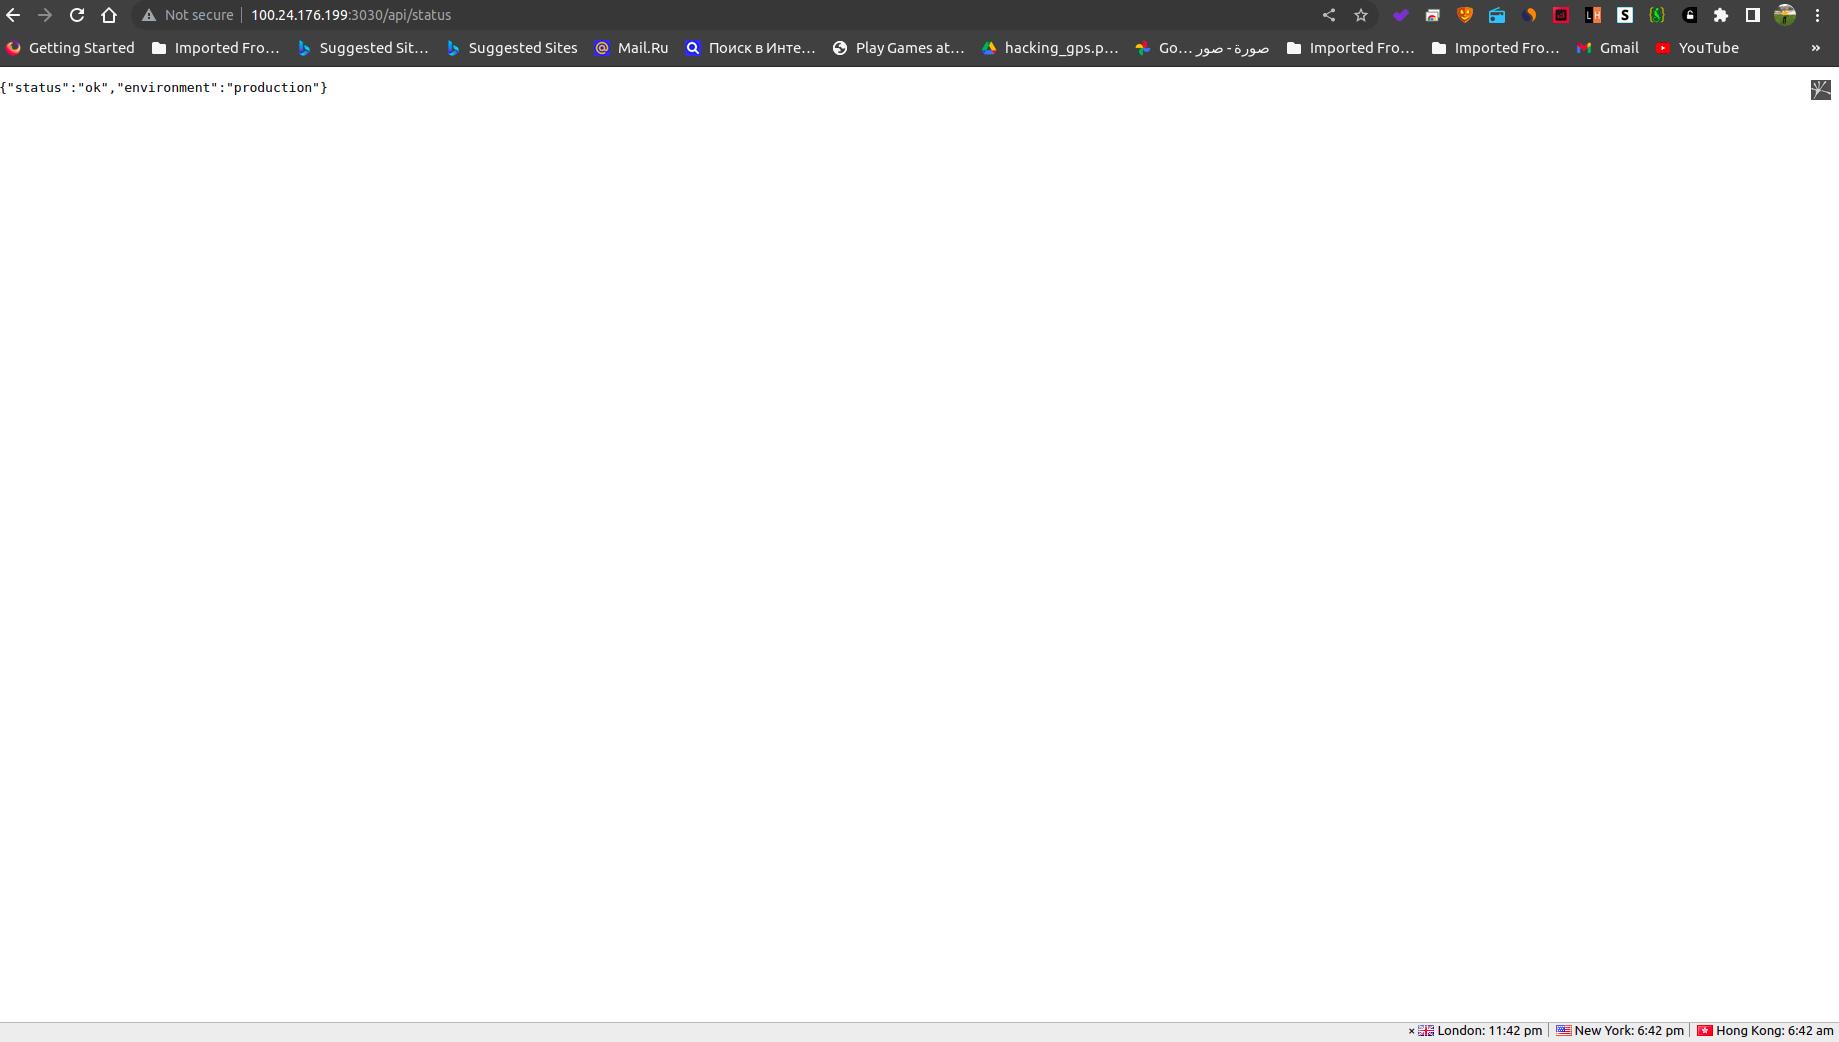 Not secure 100.24.176.199:3030/api/status
Getting Started Imported Fro… Suggested Sit… Suggested Sites Mail.Ru Поиск в Инте… Play Games at… hacking_gps.p… Go… صورة - صور Imported Fro… Imported Fro… Gmail YouTube »
{"status":"ok","environment":"production"}
× London: 11:42 pm New York: 6:42 pm Hong Kong: 6:42 am